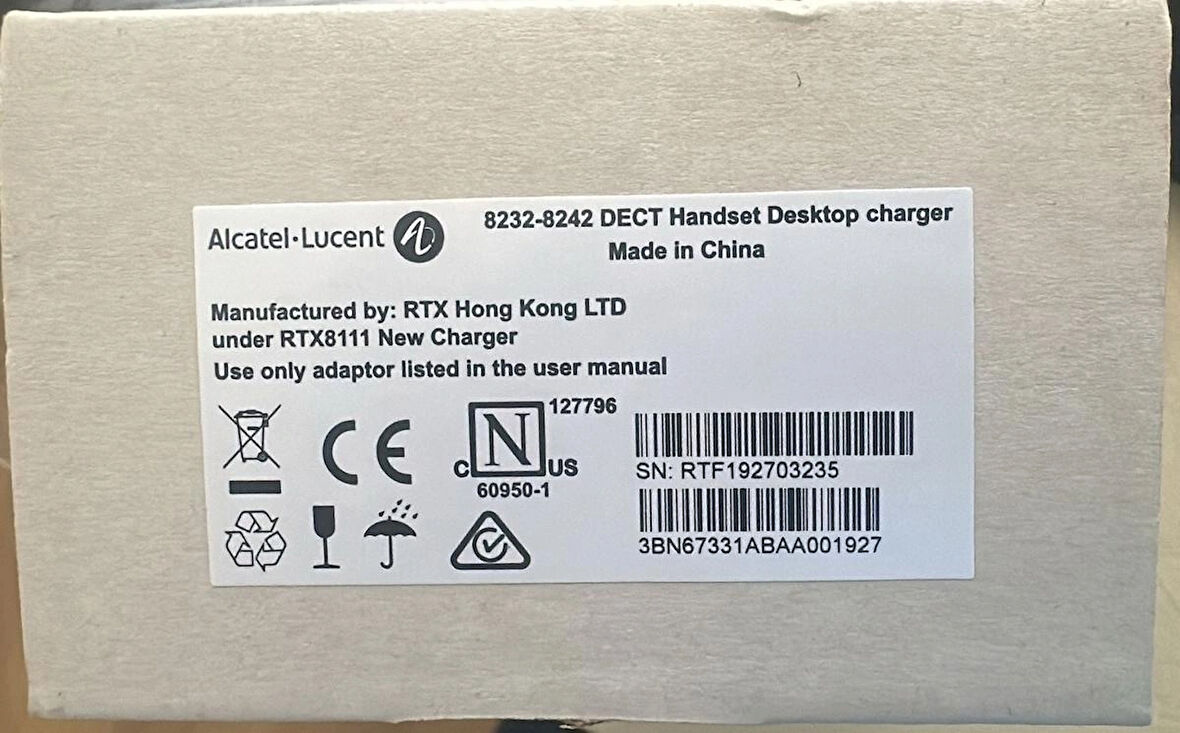 Alcatel·Lucent
8232-8242 DECT Handset Desktop charger
Made in China
Manufactured by: RTX Hong Kong LTD
under RTX8111 New Charger
Use only adaptor listed in the user manual
CE
127796
C N US
60950-1
SN: RTF192703235
3BN67331ABAA001927